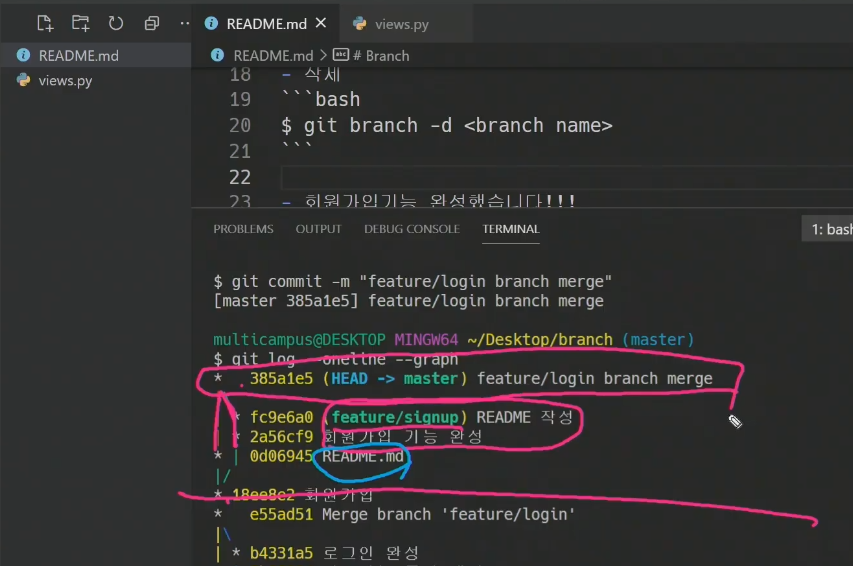 README.md
views.py
README.md
views.py
README.md > # Branch
18 - 삭제
19 ```bash
20 $ git branch -d <branch name>
21 ```
22
23 - 회원가입기능 완성했습니다!!!
PROBLEMS OUTPUT DEBUG CONSOLE TERMINAL
1: bash
$ git commit -m "feature/login branch merge"
[master 385a1e5] feature/login branch merge
multicampus@DESKTOP MINGW64 ~/Desktop/branch (master)
$ git log --oneline --graph
* 385a1e5 (HEAD -> master) feature/login branch merge
* fc9e6a0 (feature/signup) README 작성
* 2a56cf9 회원가입 기능 완성
* | 0d06945 README.md
|/
* 18ee8c2 회원가입
* e55ad51 Merge branch 'feature/login'
|\
| * b4331a5 로그인 완성